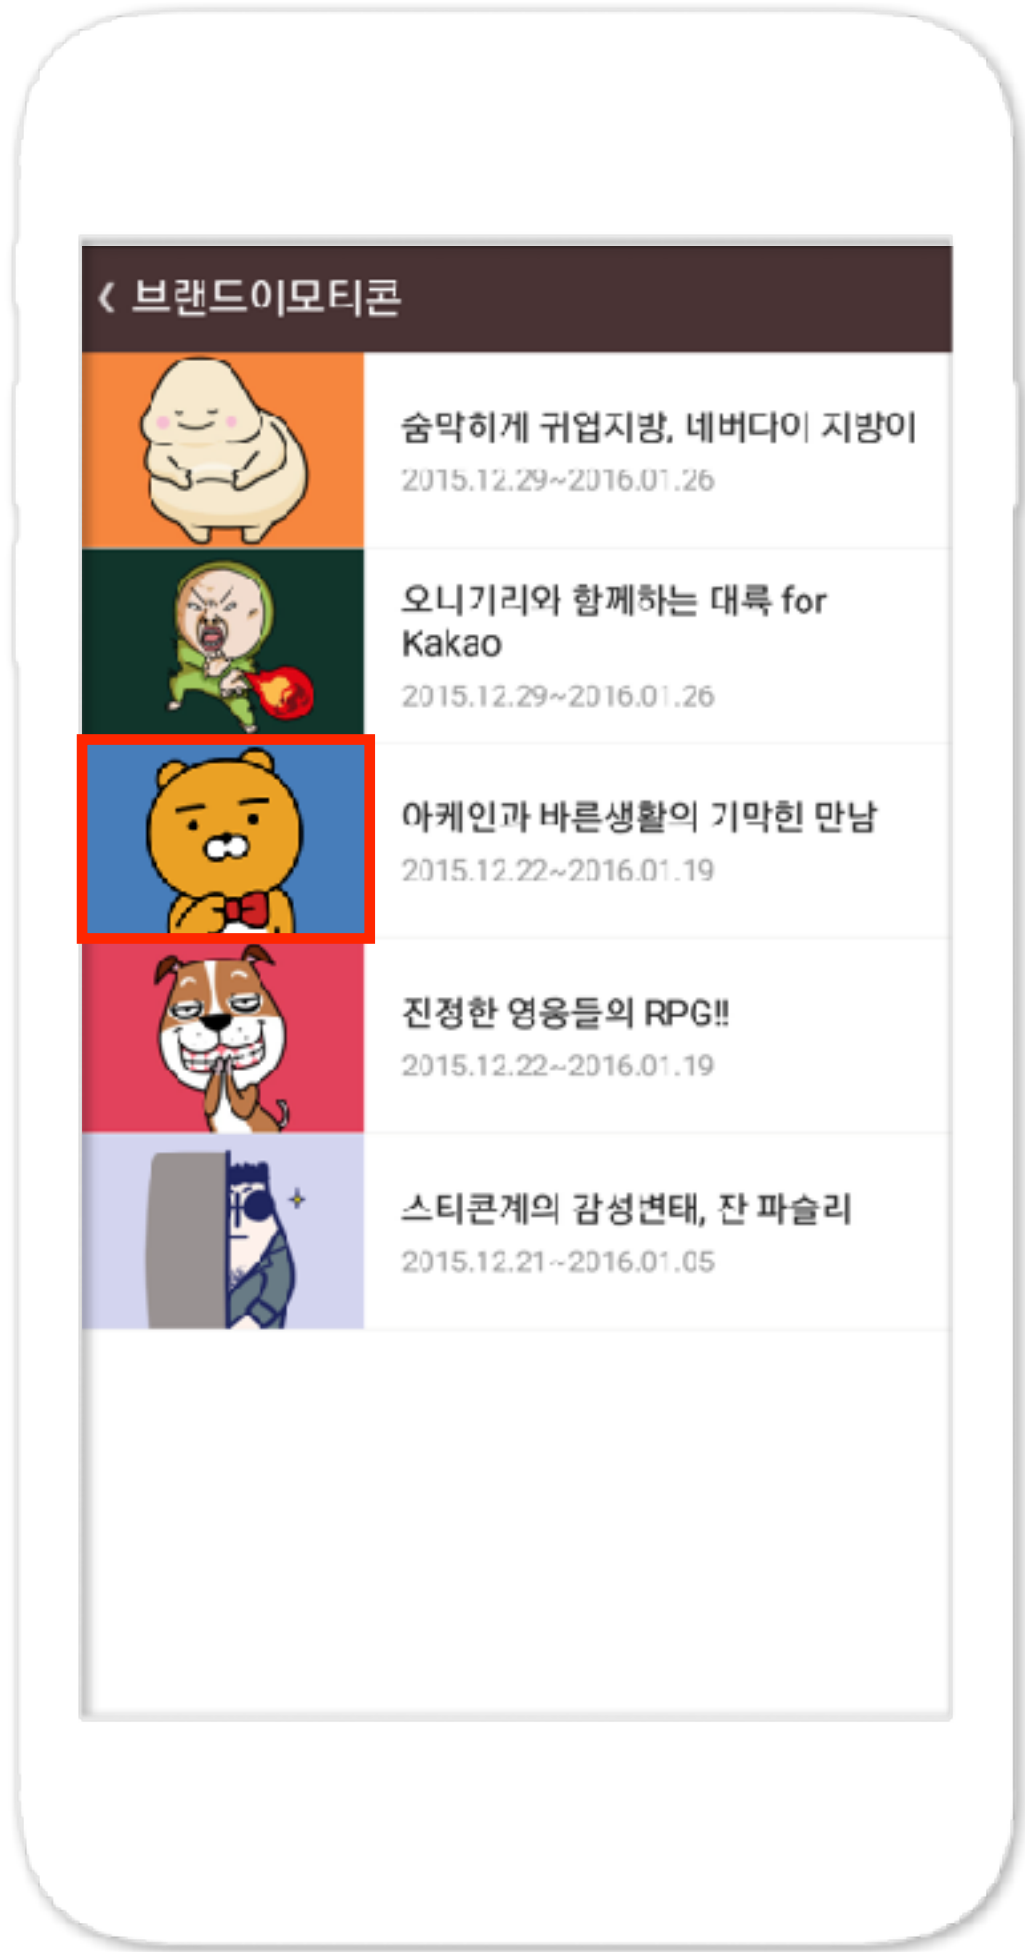 브랜드이모티콘
숨막히게 귀업지방, 네버다이 지방이
2015.12.29~2016.01.26
오니기리와 함께하는 대륙 for
Kakao
2015.12.29~2016.01.26
아케인과 바른생활의 기막힌 만남
2015.12.22~2016.01.19
진정한 영웅들의 RPG!!
2015.12.22~2016.01.19
스티콘계의 감성변태, 잔 파슬리
2015.12.21~2016.01.05